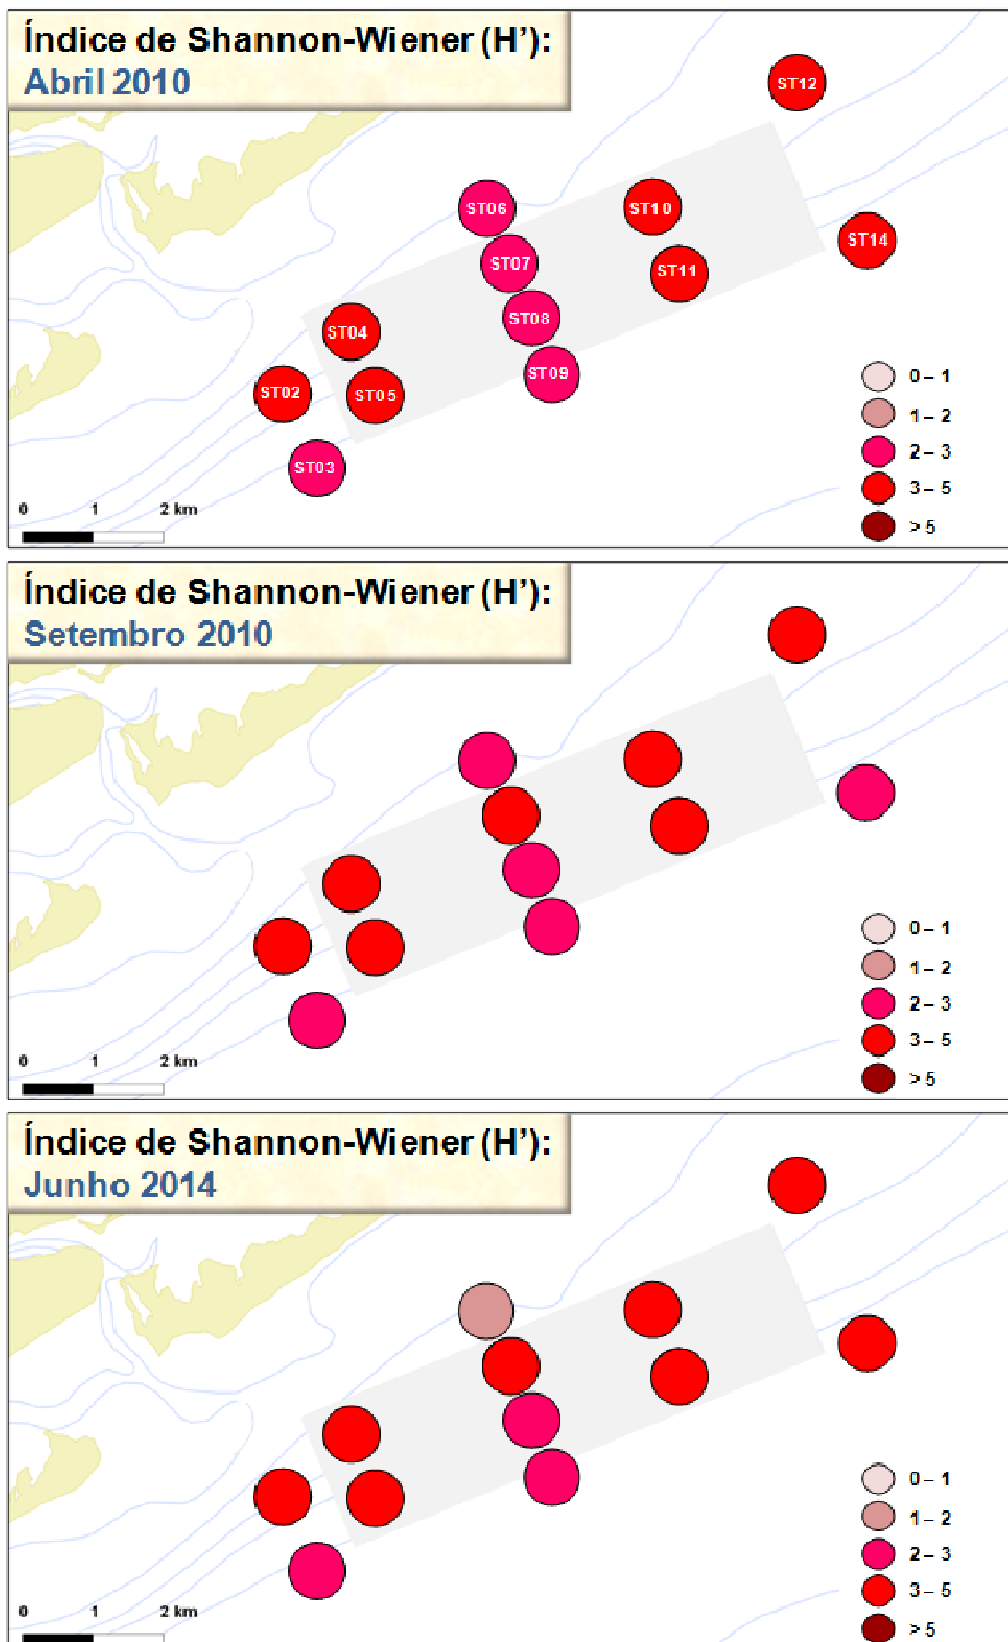 Índice de Shannon-Wiener (H’):
Abril 2010
ST12
ST06
ST10
ST07
ST14
ST11
ST08
ST04
ST09
ST02
ST05
ST03
0 – 1
1 – 2
2 – 3
3 – 5
> 5
0 1 2 km
Índice de Shannon-Wiener (H’):
Setembro 2010
0 – 1
1 – 2
2 – 3
3 – 5
> 5
0 1 2 km
Índice de Shannon-Wiener (H’):
Junho 2014
0 – 1
1 – 2
2 – 3
3 – 5
> 5
0 1 2 km